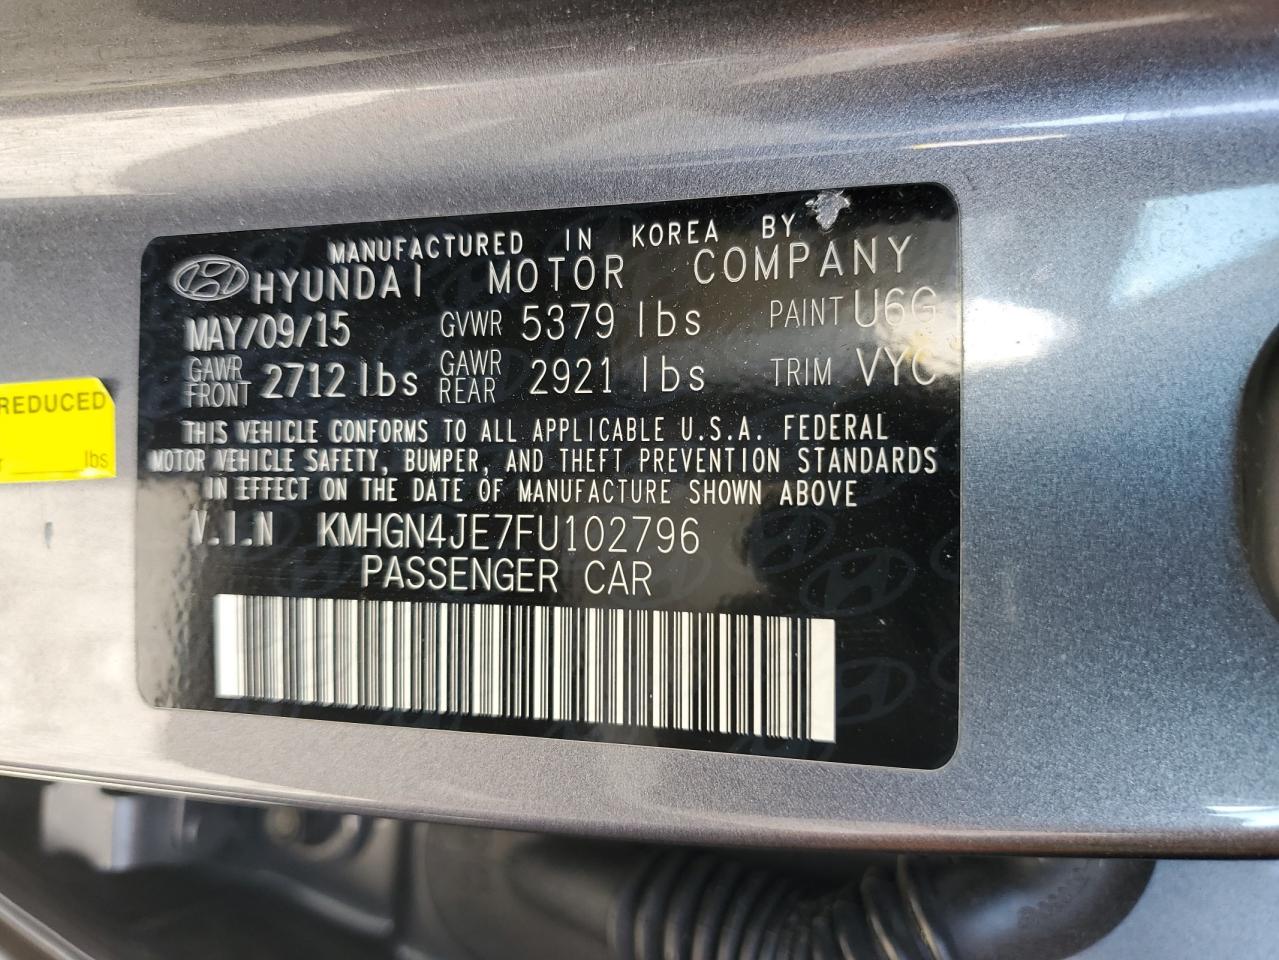 MANUFACTURED IN KOREA BY
HYUNDAI MOTOR COMPANY
MAY/09/15 GVWR 5379 lbs PAINT U6G
GAWR FRONT 2712 lbs GAWR REAR 2921 lbs TRIM VYC
THIS VEHICLE CONFORMS TO ALL APPLICABLE U.S.A. FEDERAL
MOTOR VEHICLE SAFETY, BUMPER, AND THEFT PREVENTION STANDARDS
IN EFFECT ON THE DATE OF MANUFACTURE SHOWN ABOVE
V.I.N KMHGN4JE7FU102796
PASSENGER CAR
REDUCED
lbs